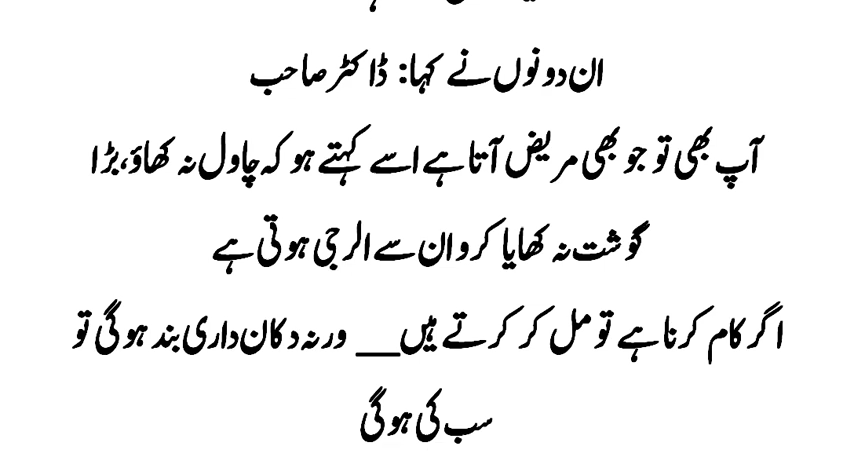 ان دونوں نے کہا: ڈاکٹر صاحب
آپ بھی تو جو بھی مریض آتا ہے اسے کہتے ہو کہ چاول نہ کھاؤ، بڑا
گوشت نہ کھایا کرو ان سے الرجی ہوتی ہے
اگر کام کرنا ہے تو مل کر کرتے ہیں__ ورنہ دکان داری بند ہوگی تو
سب کی ہوگی